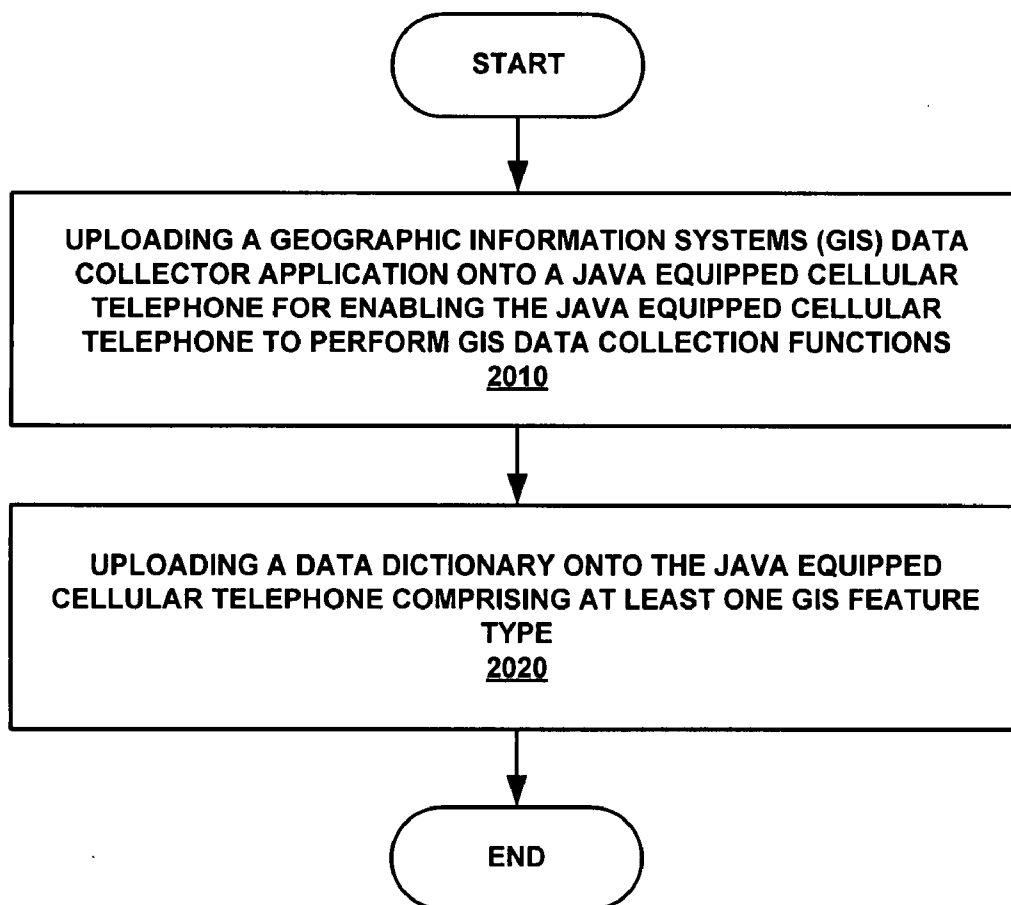 START
UPLOADING A GEOGRAPHIC INFORMATION SYSTEMS (GIS) DATA
COLLECTOR APPLICATION ONTO A JAVA EQUIPPED CELLULAR
TELEPHONE FOR ENABLING THE JAVA EQUIPPED CELLULAR
TELEPHONE TO PERFORM GIS DATA COLLECTION FUNCTIONS
2010
UPLOADING A DATA DICTIONARY ONTO THE JAVA EQUIPPED
CELLULAR TELEPHONE COMPRISING AT LEAST ONE GIS FEATURE
TYPE
2020
END